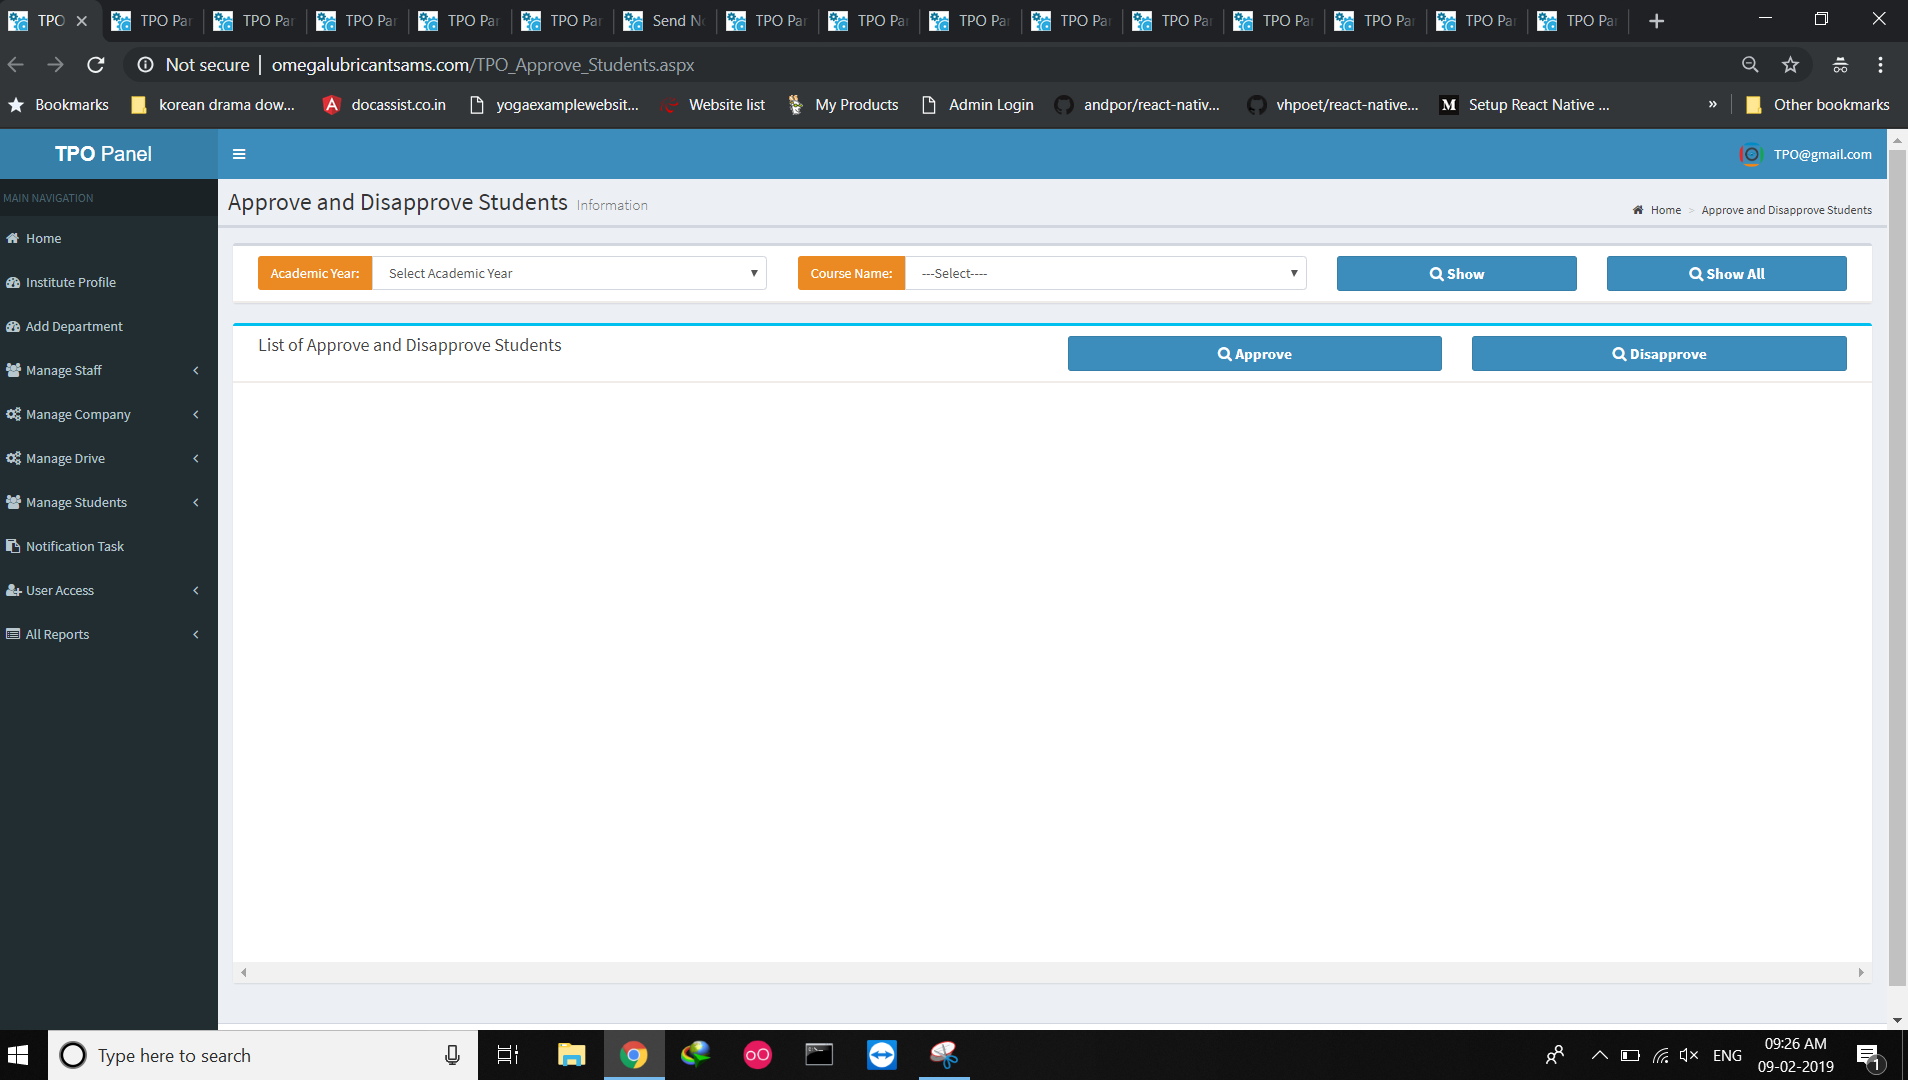 TPO
TPO Par
TPO Par
TPO Par
TPO Par
TPO Par
Send No
TPO Par
TPO Par
TPO Par
TPO Par
TPO Par
TPO Par
TPO Par
TPO Par
TPO Par
Not secure | omegalubricantsams.com/TPO_Approve_Students.aspx
Bookmarks korean drama dow... docassist.co.in yogaexamplewebsit... Website list My Products Admin Login andpor/react-nativ... vhpoet/react-native... Setup React Native ... » Other bookmarks
TPO Panel
TPO@gmail.com
MAIN NAVIGATION
Home
Institute Profile
Add Department
Manage Staff
Manage Company
Manage Drive
Manage Students
Notification Task
User Access
All Reports
Approve and Disapprove Students Information
Home > Approve and Disapprove Students
Academic Year: Select Academic Year
Course Name: ---Select----
Show
Show All
List of Approve and Disapprove Students
Approve
Disapprove
Type here to search
ENG
09:26 AM
09-02-2019
1